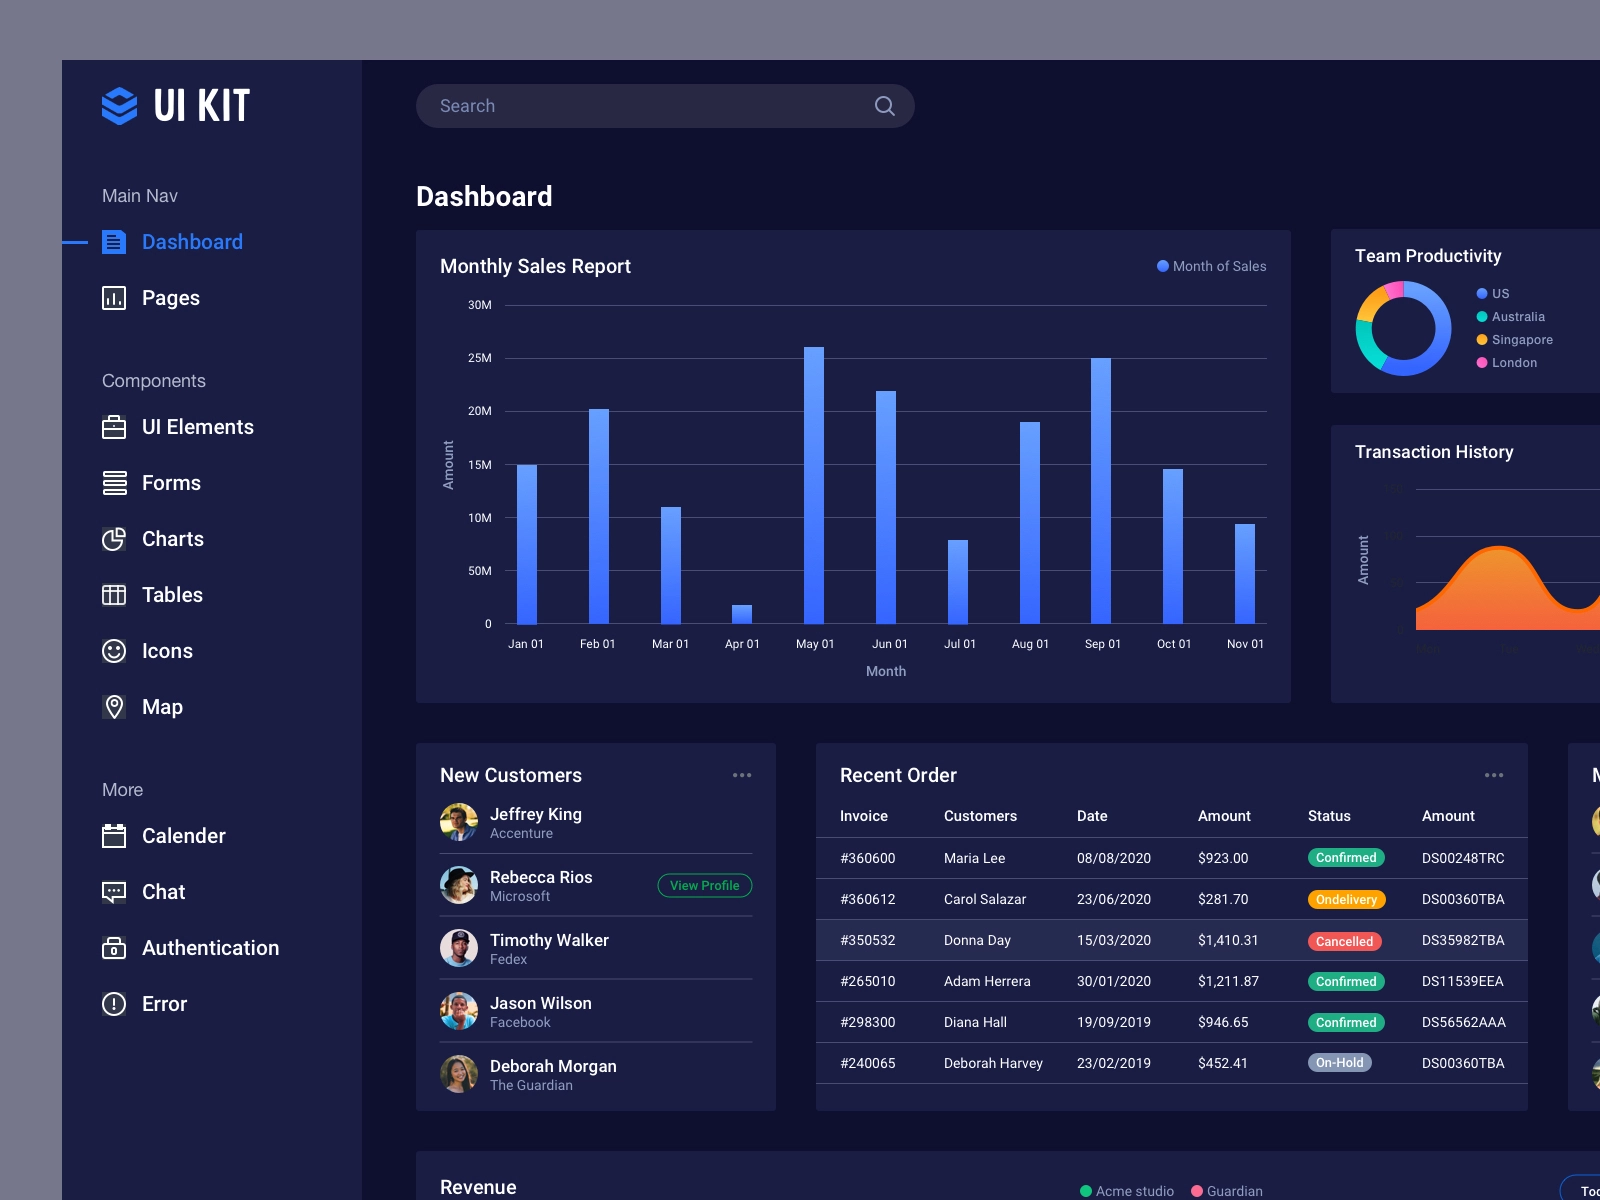 UI KIT
Search
Main Nav
Dashboard
Pages
Components
UI Elements
Forms
Charts
Tables
Icons
Map
More
Calender
Chat
Authentication
Error
Dashboard
Monthly Sales Report
Month of Sales
30M
25M
20M
15M
10M
50M
0
Amount
Jan 01 Feb 01 Mar 01 Apr 01 May 01 Jun 01 Jul 01 Aug 01 Sep 01 Oct 01 Nov 01
Month
Team Productivity
US
Australia
Singapore
London
Transaction History
Amount
New Customers
Jeffrey King
Accenture
Rebecca Rios
Microsoft
View Profile
Timothy Walker
Fedex
Jason Wilson
Facebook
Deborah Morgan
The Guardian
Recent Order
Invoice Customers Date Amount Status Amount
#360600 Maria Lee 08/08/2020 $923.00 Confirmed DS00248TRC
#360612 Carol Salazar 23/06/2020 $281.70 Ondelivery DS00360TBA
#350532 Donna Day 15/03/2020 $1,410.31 Cancelled DS35982TBA
#265010 Adam Herrera 30/01/2020 $1,211.87 Confirmed DS11539EEA
#298300 Diana Hall 19/09/2019 $946.65 Confirmed DS56562AAA
#240065 Deborah Harvey 23/02/2019 $452.41 On-Hold DS00360TBA
Revenue
Acme studio Guardian